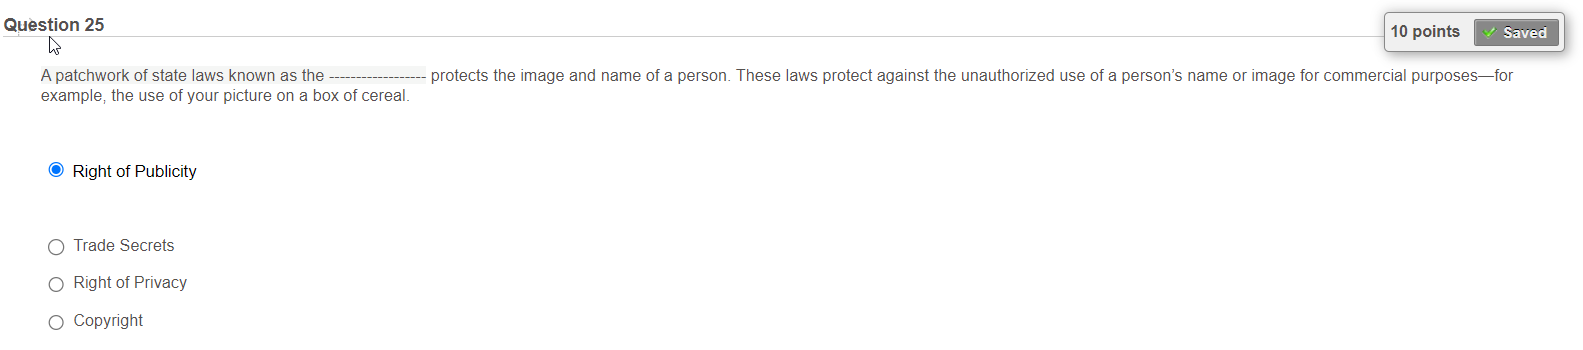 Question 25
10 points
Saved
A patchwork of state laws known as the ------------------ protects the image and name of a person. These laws protect against the unauthorized use of a person’s name or image for commercial purposes—for
example, the use of your picture on a box of cereal.
Right of Publicity
Trade Secrets
Right of Privacy
Copyright